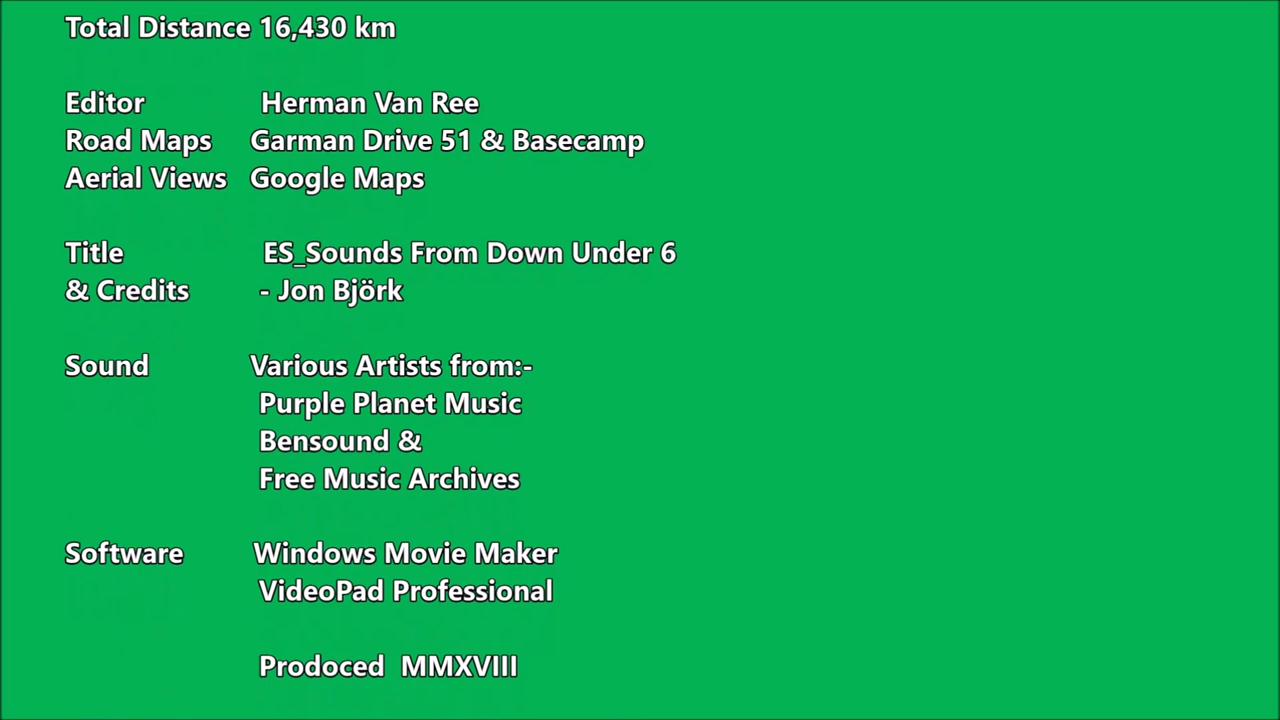 Total Distance 16,430 km
Editor Herman Van Ree
Road Maps Garman Drive 51 & Basecamp
Aerial Views Google Maps
Title ES_Sounds From Down Under 6
& Credits - Jon Björk
Sound Various Artists from:-
Purple Planet Music
Bensound &
Free Music Archives
Software Windows Movie Maker
VideoPad Professional
Prodoced MMXVIII